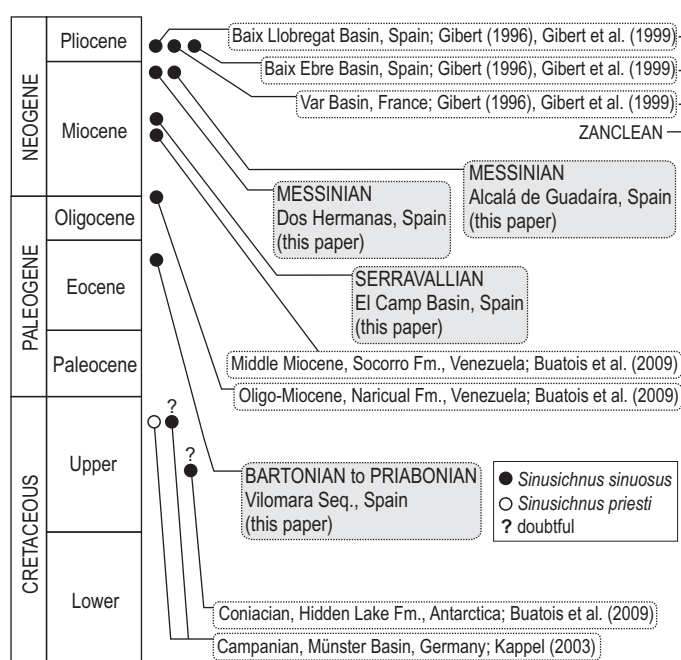 NEOGENE
PALEOGENE
CRETACEOUS
Pliocene
Miocene
Oligocene
Eocene
Paleocene
Upper
Lower
Baix Llobregat Basin, Spain; Gibert (1996), Gibert et al. (1999)
Baix Ebre Basin, Spain; Gibert (1996), Gibert et al. (1999)
Var Basin, France; Gibert (1996), Gibert et al. (1999)
ZANCLEAN
MESSINIAN
Alcalá de Guadaíra, Spain
(this paper)
MESSINIAN
Dos Hermanas, Spain
(this paper)
SERRAVALLIAN
El Camp Basin, Spain
(this paper)
Middle Miocene, Socorro Fm., Venezuela; Buatois et al. (2009)
Oligo-Miocene, Naricual Fm., Venezuela; Buatois et al. (2009)
?
?
BARTONIAN to PRIABONIAN
Vilomara Seq., Spain
(this paper)
Sinusichnus sinuosus
Sinusichnus priesti
? doubtful
Coniacian, Hidden Lake Fm., Antarctica; Buatois et al. (2009)
Campanian, Münster Basin, Germany; Kappel (2003)